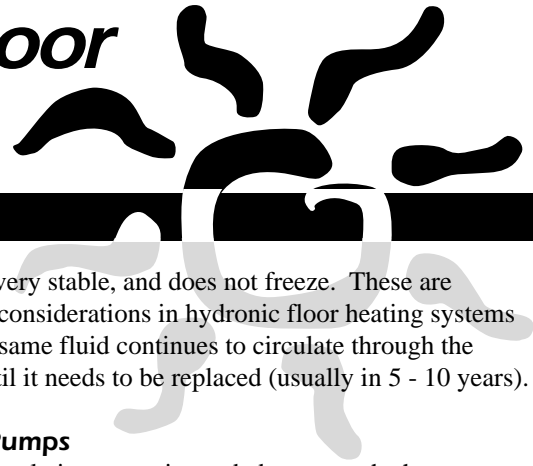 oor
very stable, and does not freeze. These are
considerations in hydronic floor heating systems
same fluid continues to circulate through the
til it needs to be replaced (usually in 5 - 10 years).
Pumps